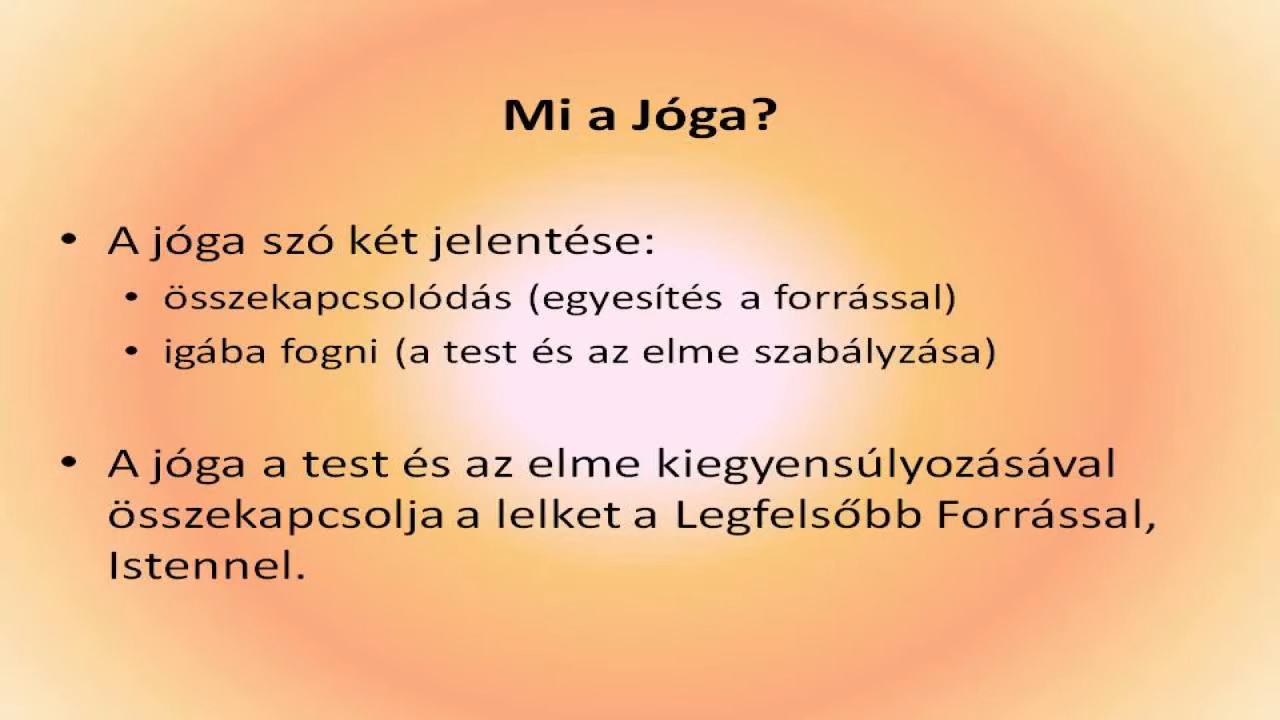 Mi a Jóga?
• A jóga szó két jelentése:
• összekapcsolódás (egyesítés a forrással)
• igába fogni (a test és az elme szabályzása)
• A jóga a test és az elme kiegyensúlyozásával
összekapcsolja a lelket a Legfelsőbb Forrással,
Istennel.